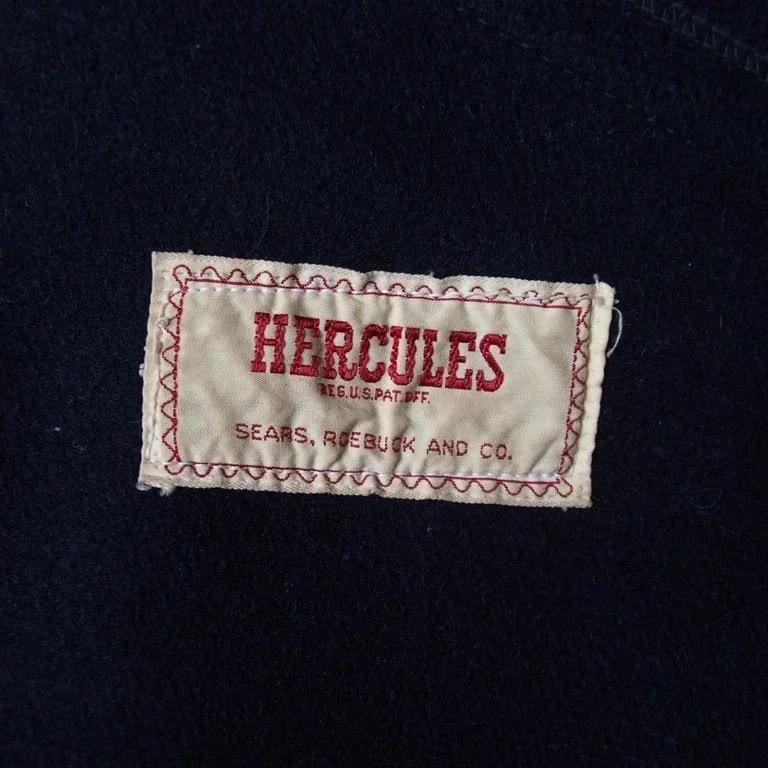 HERCULES
REG.U.S.PAT.OFF.
SEARS, ROEBUCK AND CO.